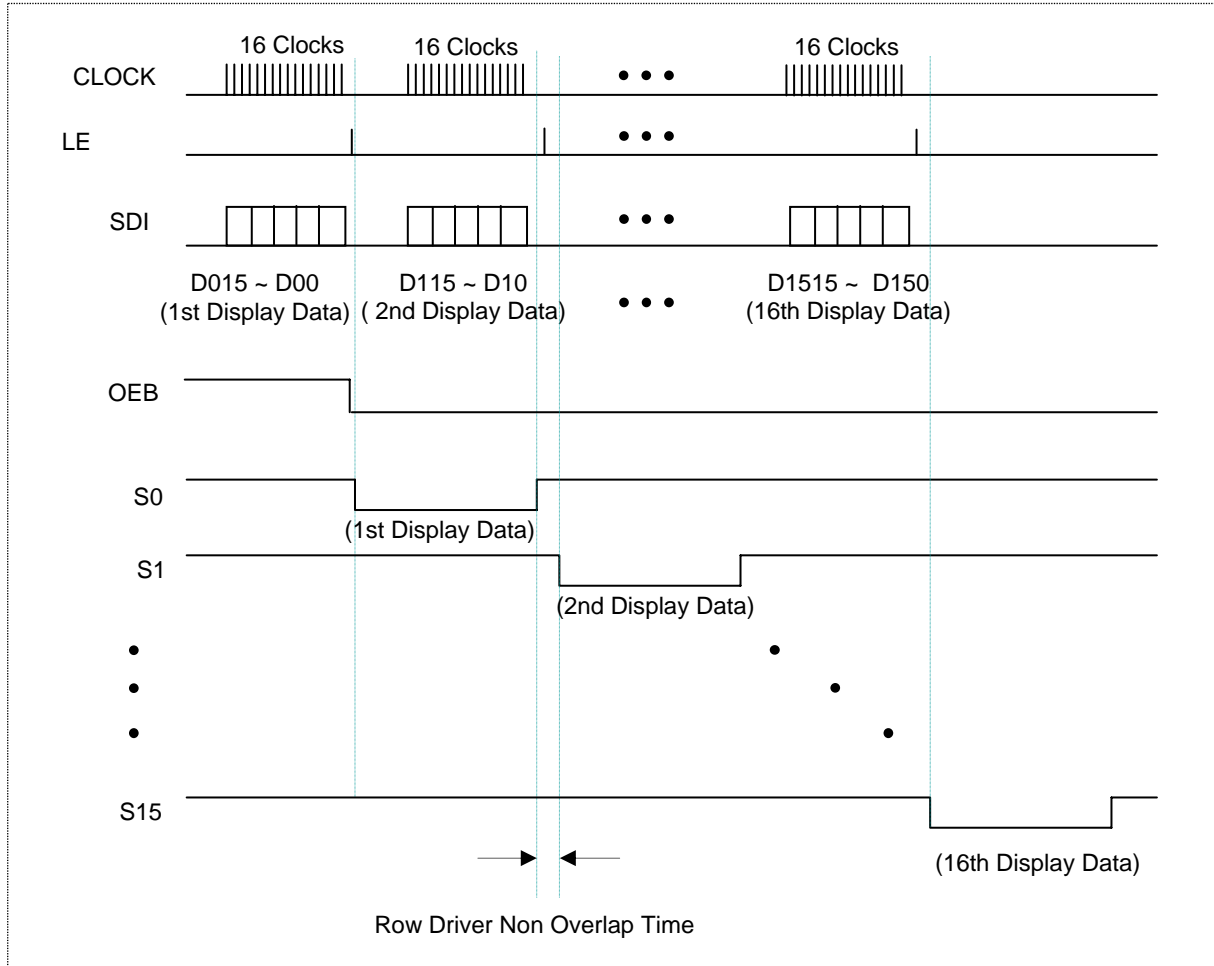 16 Clocks 16 Clocks 16 Clocks
CLOCK
LE
SDI
D015 ~ D00 D115 ~ D10 D1515 ~ D150
(1st Display Data) ( 2nd Display Data) (16th Display Data)
OEB
S0
(1st Display Data)
S1
(2nd Display Data)
S15
(16th Display Data)
Row Driver Non Overlap Time